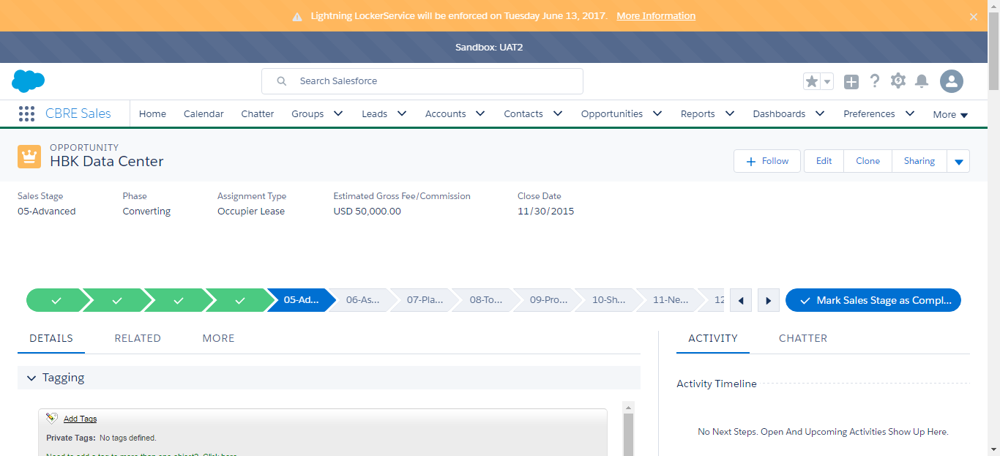 Lightning LockerService will be enforced on Tuesday June 13, 2017. More Information
Sandbox: UAT2
Search Salesforce
CBRE Sales Home Calendar Chatter Groups Leads Accounts Contacts Opportunities Reports Dashboards Preferences More
OPPORTUNITY
HBK Data Center
Follow Edit Clone Sharing
Sales Stage Phase Assignment Type Estimated Gross Fee/Commission Close Date
05-Advanced Converting Occupier Lease USD 50,000.00 11/30/2015
05-Ad... 06-As... 07-Pla... 08-To... 09-Pro... 10-Sh... 11-Ne... 12 Mark Sales Stage as Compl...
DETAILS RELATED MORE
ACTIVITY CHATTER
Tagging
Activity Timeline
Add Tags
Private Tags: No tags defined.
No Next Steps. Open And Upcoming Activities Show Up Here.
Need to add a tag to more than one object? Click here